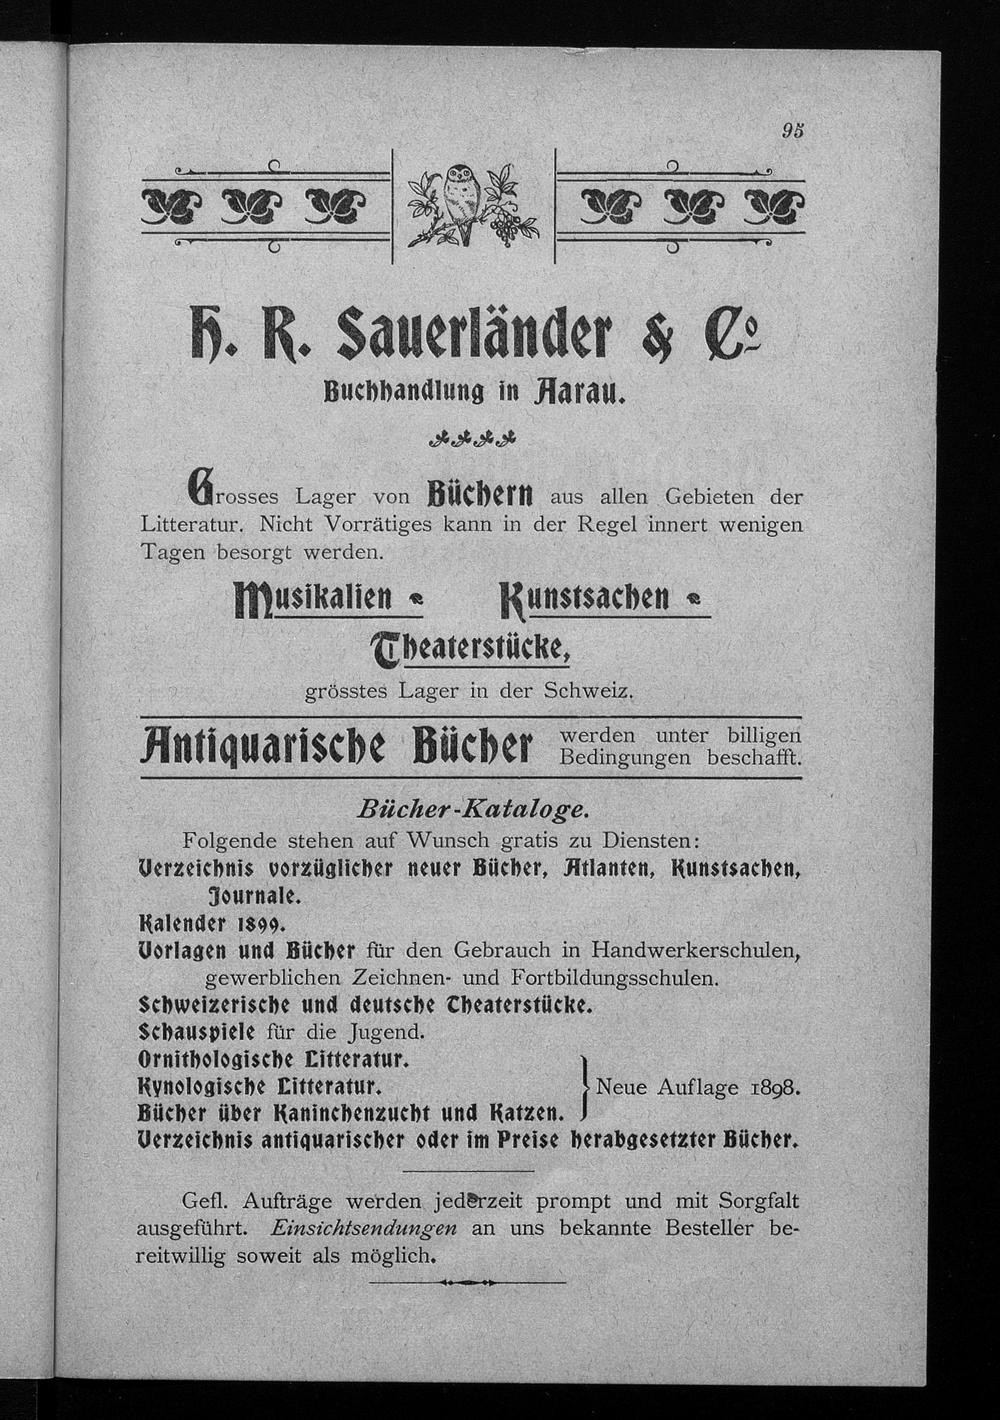 95
H. R. Sauerländer & Co
Buchhandlung in Aarau.
Grosses Lager von Büchern aus allen Gebieten der
Litteratur. Nicht Vorrätiges kann in der Regel innert wenigen
Tagen besorgt werden.
Musikalien Kunstsachen
Theaterstücke,
grösstes Lager in der Schweiz.
Antiquarische Bücher werden unter billigen
Bedingungen beschafft.
Bücher-Kataloge.
Folgende stehen auf Wunsch gratis zu Diensten:
Verzeichnis vorzüglicher neuer Bücher, Atlanten, Kunstsachen,
Journale.
Kalender 1899.
Vorlagen und Bücher für den Gebrauch in Handwerkerschulen,
gewerblichen Zeichnen- und Fortbildungsschulen.
Schweizerische und deutsche Theaterstücke.
Schauspiele für die Jugend.
Ornithologische Litteratur.
Kynologische Litteratur. } Neue Auflage 1898.
Bücher über Kaninchenzucht und Katzen.
Verzeichnis antiquarischer oder im Preise herabgesetzter Bücher.
Gefl. Aufträge werden jederzeit prompt und mit Sorgfalt
ausgeführt. Einsichtsendungen an uns bekannte Besteller be-
reitwillig soweit als möglich.